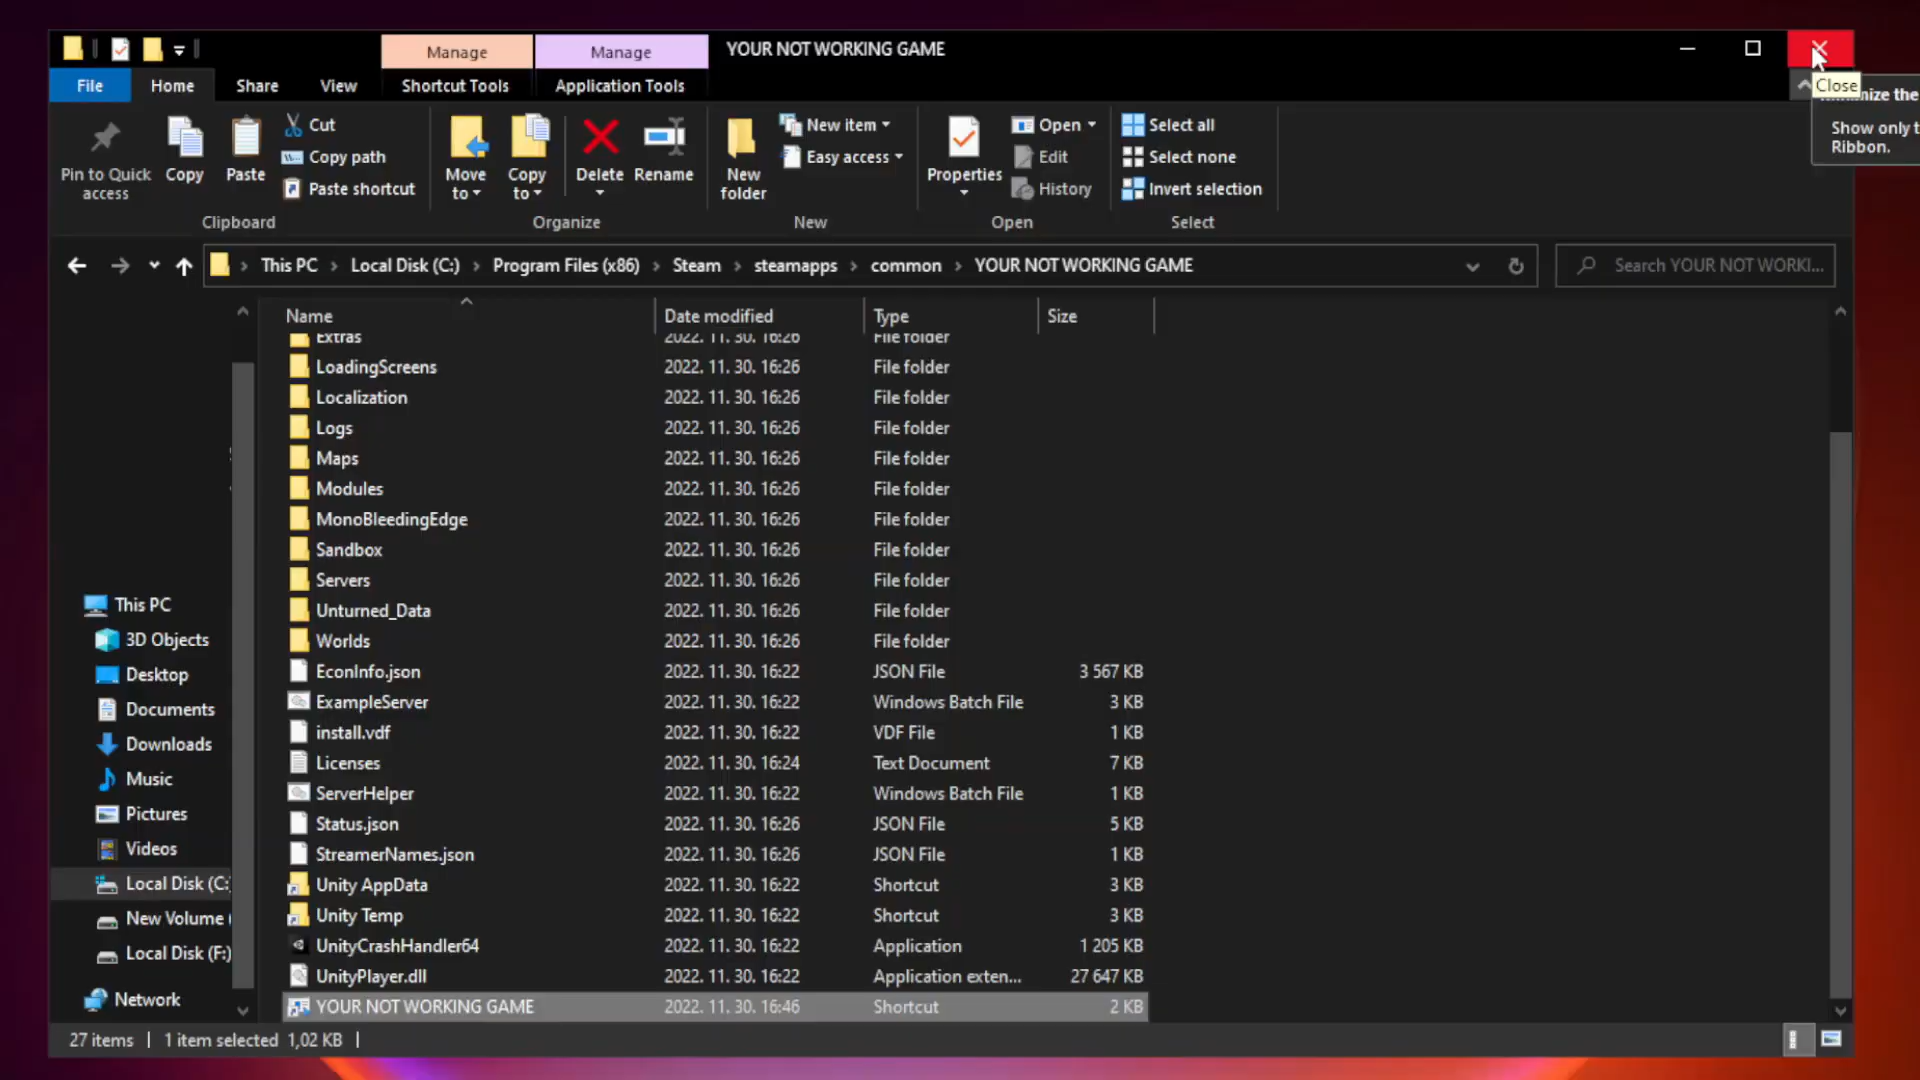 Manage
Manage
YOUR NOT WORKING GAME
Close
File
Home
Share
View
Shortcut Tools
Application Tools
Show only t
Ribbon.
Pin to Quick access
Copy
Paste
Cut
Copy path
Paste shortcut
Clipboard
Move to
Copy to
Delete
Rename
Organize
New folder
New item
Easy access
New
Properties
Open
Edit
History
Open
Select all
Select none
Invert selection
Select
This PC > Local Disk (C:) > Program Files (x86) > Steam > steamapps > common > YOUR NOT WORKING GAME
Search YOUR NOT WORKI...
This PC
3D Objects
Desktop
Documents
Downloads
Music
Pictures
Videos
Local Disk (C:
New Volume (
Local Disk (F:)
Network
Name Date modified Type Size
Extras 2022. 11. 30. 16:26 File folder
LoadingScreens 2022. 11. 30. 16:26 File folder
Localization 2022. 11. 30. 16:26 File folder
Logs 2022. 11. 30. 16:26 File folder
Maps 2022. 11. 30. 16:26 File folder
Modules 2022. 11. 30. 16:26 File folder
MonoBleedingEdge 2022. 11. 30. 16:26 File folder
Sandbox 2022. 11. 30. 16:26 File folder
Servers 2022. 11. 30. 16:26 File folder
Unturned_Data 2022. 11. 30. 16:26 File folder
Worlds 2022. 11. 30. 16:26 File folder
EconInfo.json 2022. 11. 30. 16:22 JSON File 3 567 KB
ExampleServer 2022. 11. 30. 16:22 Windows Batch File 3 KB
install.vdf 2022. 11. 30. 16:22 VDF File 1 KB
Licenses 2022. 11. 30. 16:24 Text Document 7 KB
ServerHelper 2022. 11. 30. 16:22 Windows Batch File 1 KB
Status.json 2022. 11. 30. 16:26 JSON File 5 KB
StreamerNames.json 2022. 11. 30. 16:26 JSON File 1 KB
Unity AppData 2022. 11. 30. 16:22 Shortcut 3 KB
Unity Temp 2022. 11. 30. 16:22 Shortcut 3 KB
UnityCrashHandler64 2022. 11. 30. 16:22 Application 1 205 KB
UnityPlayer.dll 2022. 11. 30. 16:22 Application exten... 27 647 KB
YOUR NOT WORKING GAME 2022. 11. 30. 16:46 Shortcut 2 KB
27 items
1 item selected 1,02 KB